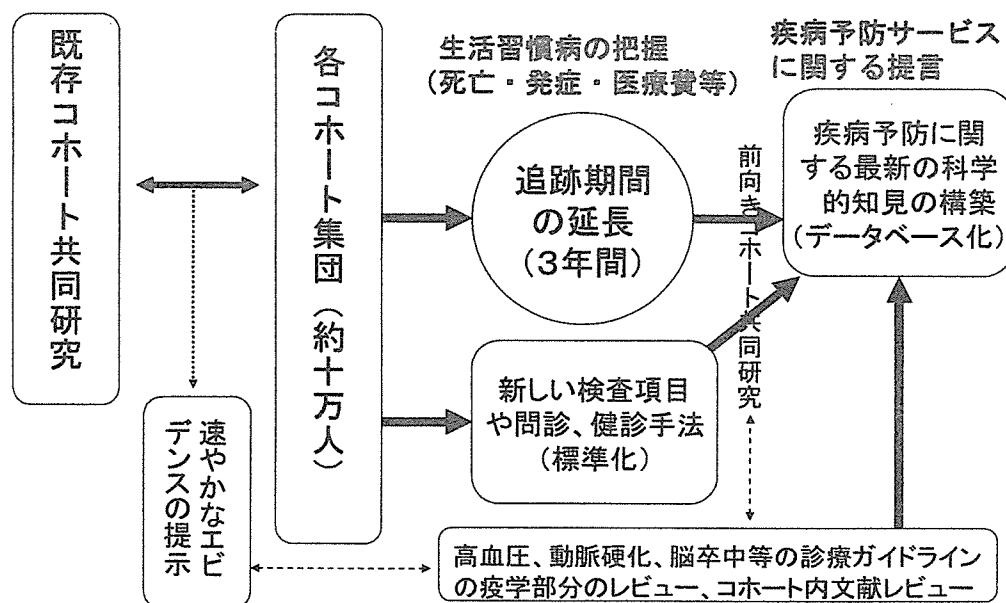 既存コホート共同研究
各コホート集団（約十万人）
速やかなエビ
デンスの提示
生活習慣病の把握
（死亡・発症・医療費等）
追跡期間
の延長
（3年間）
新しい検査項目
や問診、健診手法
（標準化）
前向きコホート共同研究
疾病予防サービス
に関する提言
疾病予防に関
する最新の科学
的知見の構築
（データベース化）
高血圧、動脈硬化、脳卒中等の診療ガイドライン
の疫学部分のレビュー、コホート内文献レビュー